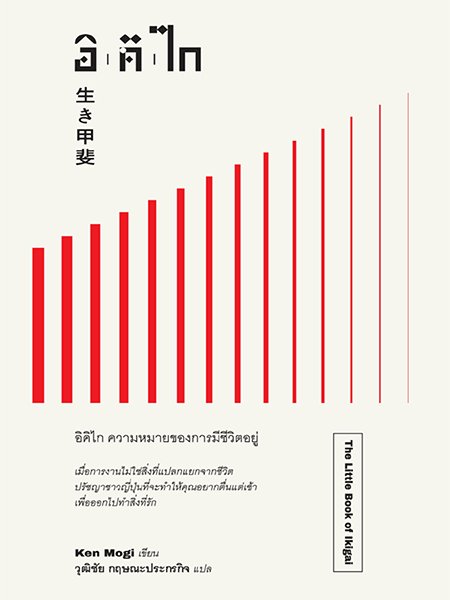 อิ|คิ|ไก
生き甲斐
อิคิไก ความหมายของการมีชีวิตอยู่
เมื่อการงานไม่ใช่สิ่งที่แปลกแยกจากชีวิต
ปรัชญาชาวญี่ปุ่นที่จะทำให้คุณอยากตื่นแต่เช้า
เพื่อออกไปทำสิ่งที่รัก
The Little Book of Ikigai
Ken Mogi เขียน
วุฒิชัย กฤษณะประกรกิจ แปล